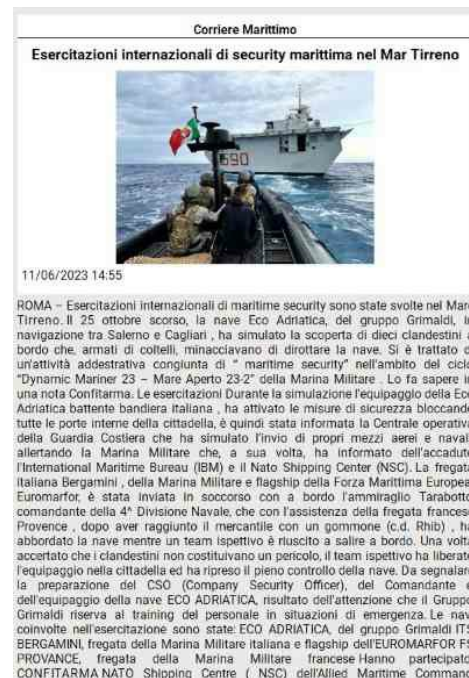 Corriere Marittimo
Esercitazioni internazionali di security marittima nel Mar Tirreno
590
11/06/2023 14:55
ROMA – Esercitazioni internazionali di maritime security sono state svolte nel Mare
Tirreno. Il 25 ottobre scorso, la nave Eco Adriatica, del gruppo Grimaldi, in
navigazione tra Salerno e Cagliari , ha simulato la scoperta di dieci clandestini a
bordo che, armati di coltelli, minacciavano di dirottare la nave. Si è trattato di
un'attività addestrativa congiunta di " maritime security" nell'ambito del ciclo
"Dynamic Mariner 23 – Mare Aperto 23-2" della Marina Militare . Lo fa sapere in
una nota Confitarma. Le esercitazioni Durante la simulazione l'equipaggio della Eco
Adriatica battente bandiera italiana , ha attivato le misure di sicurezza bloccando
tutte le porte interne della cittadella, è quindi stata informata la Centrale operativa
della Guardia Costiera che ha simulato l'invio di propri mezzi aerei e navali
allertando la Marina Militare che, a sua volta, ha informato dell'accaduto
l'International Maritime Bureau (IBM) e il Nato Shipping Center (NSC). La fregata
italiana Bergamini , della Marina Militare e flagship della Forza Marittima Europea
Euromarfor, è stata inviata in soccorso con a bordo l'ammiraglio Tarabotto
comandante della 4^ Divisione Navale, che con l'assistenza della fregata francese
Provence , dopo aver raggiunto il mercantile con un gommone (c.d. Rhib) , ha
abbordato la nave mentre un team ispettivo è riuscito a salire a bordo. Una volta
accertato che i clandestini non costituivano un pericolo, il team ispettivo ha liberato
l'equipaggio nella cittadella ed ha ripreso il pieno controllo della nave. Da segnalare
la preparazione del CSO (Company Security Officer), del Comandante e
dell'equipaggio della nave ECO ADRIATICA, risultato dell'attenzione che il Gruppo
Grimaldi riserva al training del personale in situazioni di emergenza. Le navi
coinvolte nell'esercitazione sono state: ECO ADRIATICA, del gruppo Grimaldi ITS
BERGAMINI, fregata della Marina Militare italiana e flagship dell'EUROMARFOR FS
PROVANCE, fregata della Marina Militare francese Hanno partecipato
CONFITARMA NATO Shipping Centre ( NSC) dell'Allied Maritime Command